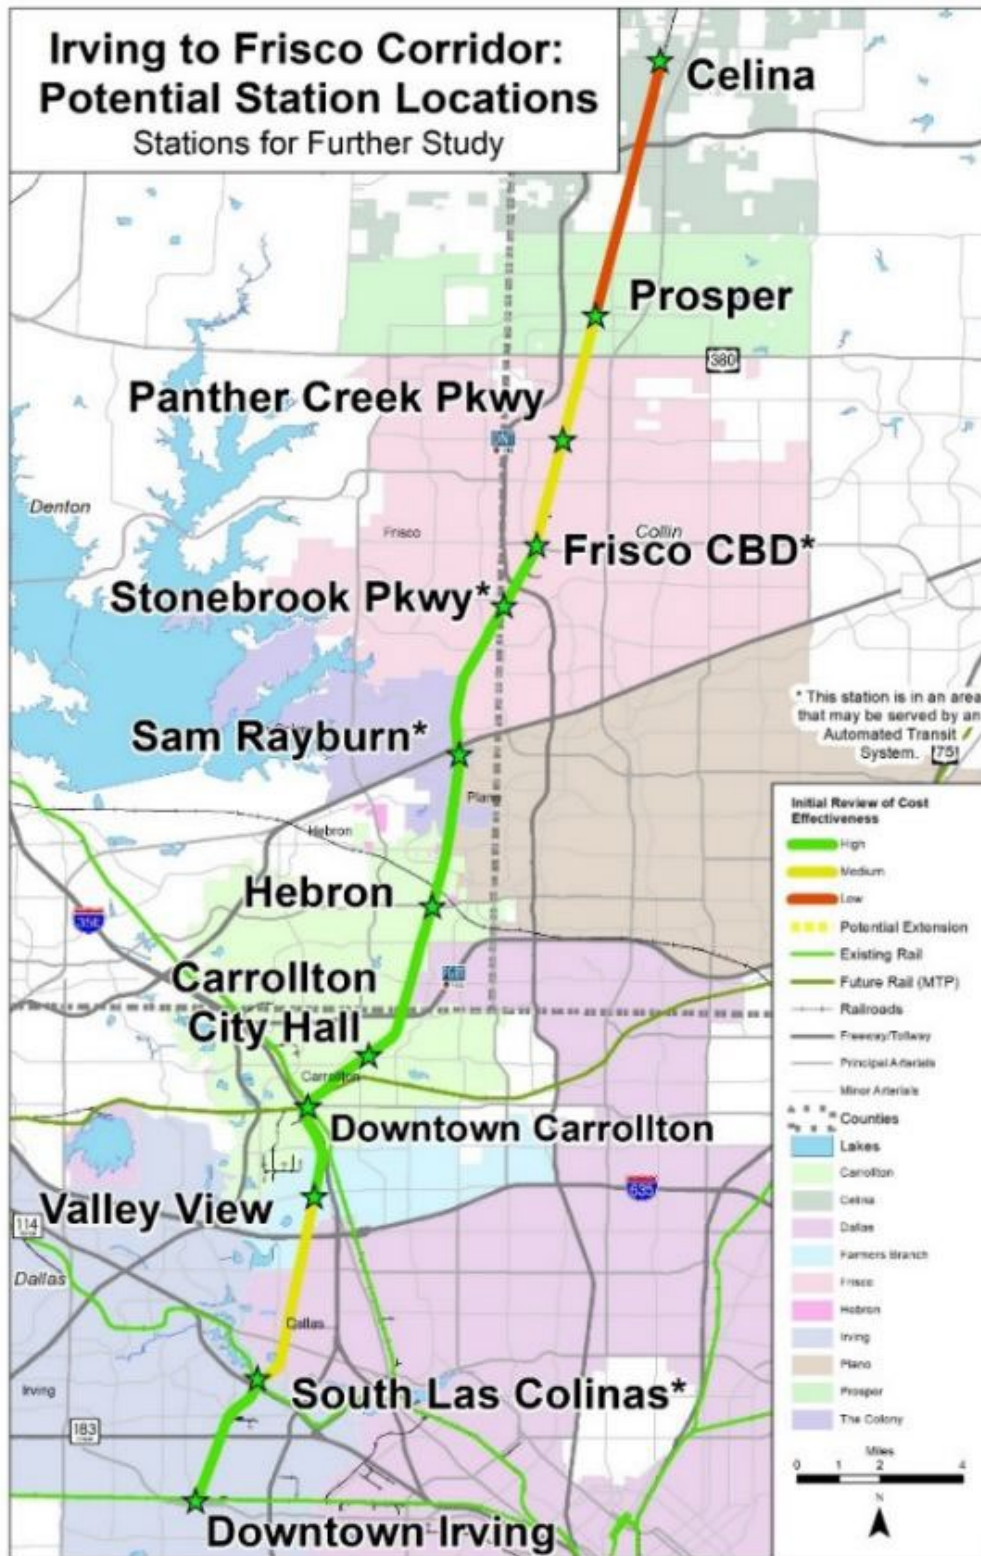 Irving to Frisco Corridor:
Potential Station Locations
Stations for Further Study
Celina
Prosper
380
Panther Creek Pkwy
Denton
Frisco
Collin
Frisco CBD*
Stonebrook Pkwy*
* This station is in an area
that may be served by an
Automated Transit
System.
75
Sam Rayburn*
Plano
Hebron
Hebron
Carrollton
City Hall
Carrollton
Downtown Carrollton
635
Valley View
114
Dallas
Dallas
Irving
South Las Colinas*
183
Downtown Irving
Initial Review of Cost
Effectiveness
High
Medium
Low
Potential Extension
Existing Rail
Future Rail (MTP)
Railroads
Freeway/Tollway
Principal Arterials
Minor Arterials
Counties
Lakes
Carrollton
Celina
Dallas
Farmers Branch
Frisco
Hebron
Irving
Plano
Prosper
The Colony
Miles
0 1 2 4
N